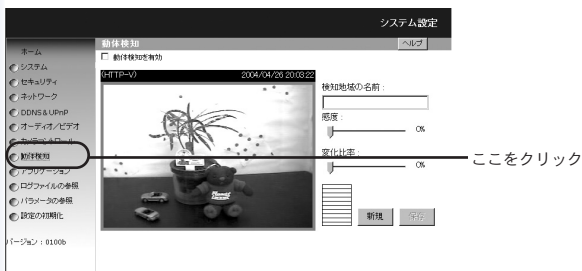 システム設定
動体検知
ヘルプ
ホーム
動体検知を有効
システム
セキュリティ
ネットワーク
DDNS & UPnP
オーディオ/ビデオ
動体検知
アプリケーション
ログファイルの参照
パラメータの参照
設定の初期化
バージョン：0100b
(HTTP-V)
2004/04/26 20:03:22
検知地域の名前：
感度：
0%
変化比率：
0%
新規
保存
ここをクリック